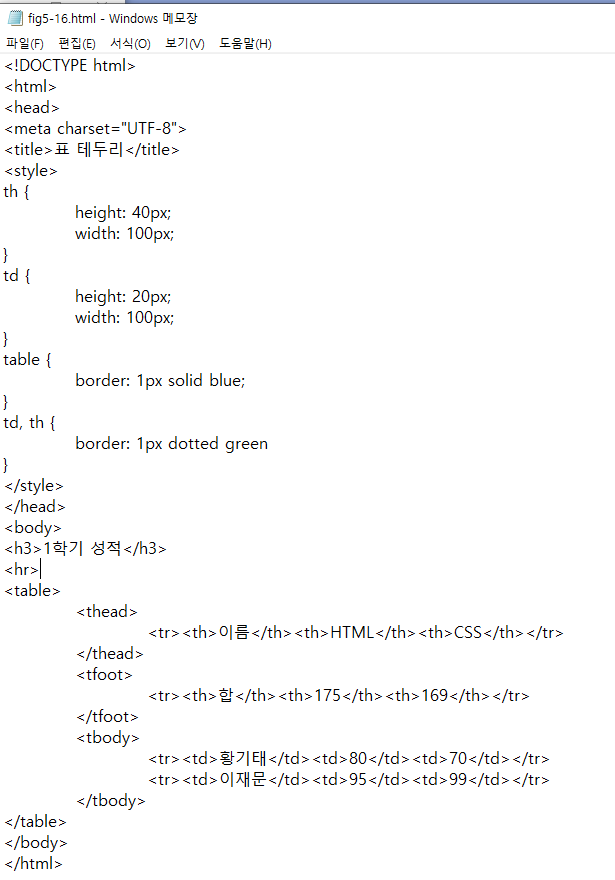 fig5-16.html - Windows 메모장
파일(F) 편집(E) 서식(O) 보기(V) 도움말(H)
<!DOCTYPE html>
<html>
<head>
<meta charset="UTF-8">
<title>표 테두리</title>
<style>
th {
height: 40px;
width: 100px;
}
td {
height: 20px;
width: 100px;
}
table {
border: 1px solid blue;
}
td, th {
border: 1px dotted green
}
</style>
</head>
<body>
<h3>1학기 성적</h3>
<hr>
<table>
<thead>
<tr><th>이름</th><th>HTML</th><th>CSS</th></tr>
</thead>
<tfoot>
<tr><th>합</th><th>175</th><th>169</th></tr>
</tfoot>
<tbody>
<tr><td>황기태</td><td>80</td><td>70</td></tr>
<tr><td>이재문</td><td>95</td><td>99</td></tr>
</tbody>
</table>
</body>
</html>